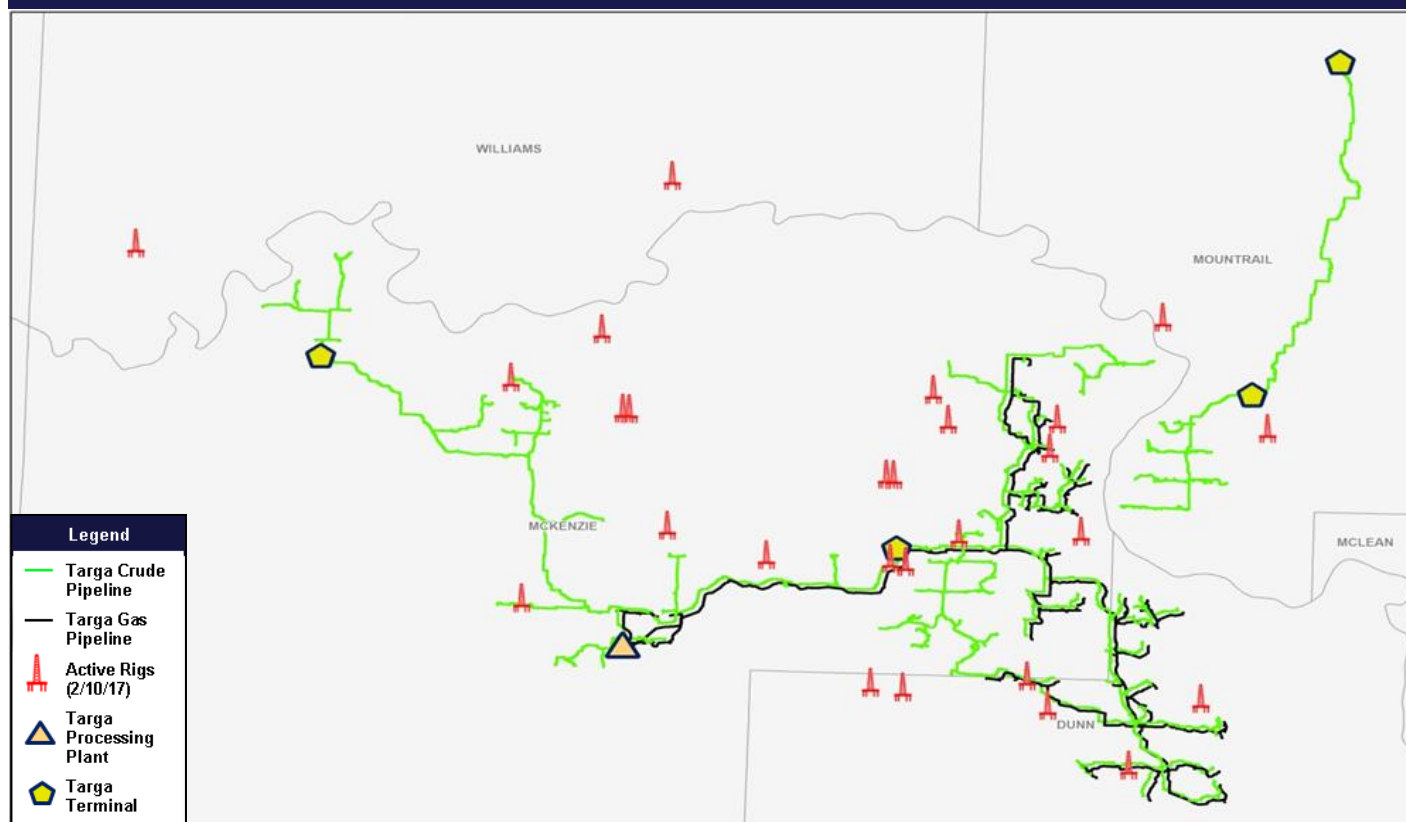 WILLIAMS
MOUNTRAIL
MCKENZIE
MCLEAN
DUNN
Legend
Targa Crude
Pipeline
Targa Gas
Pipeline
Active Rigs
(2/10/17)
Targa
Processing
Plant
Targa
Terminal